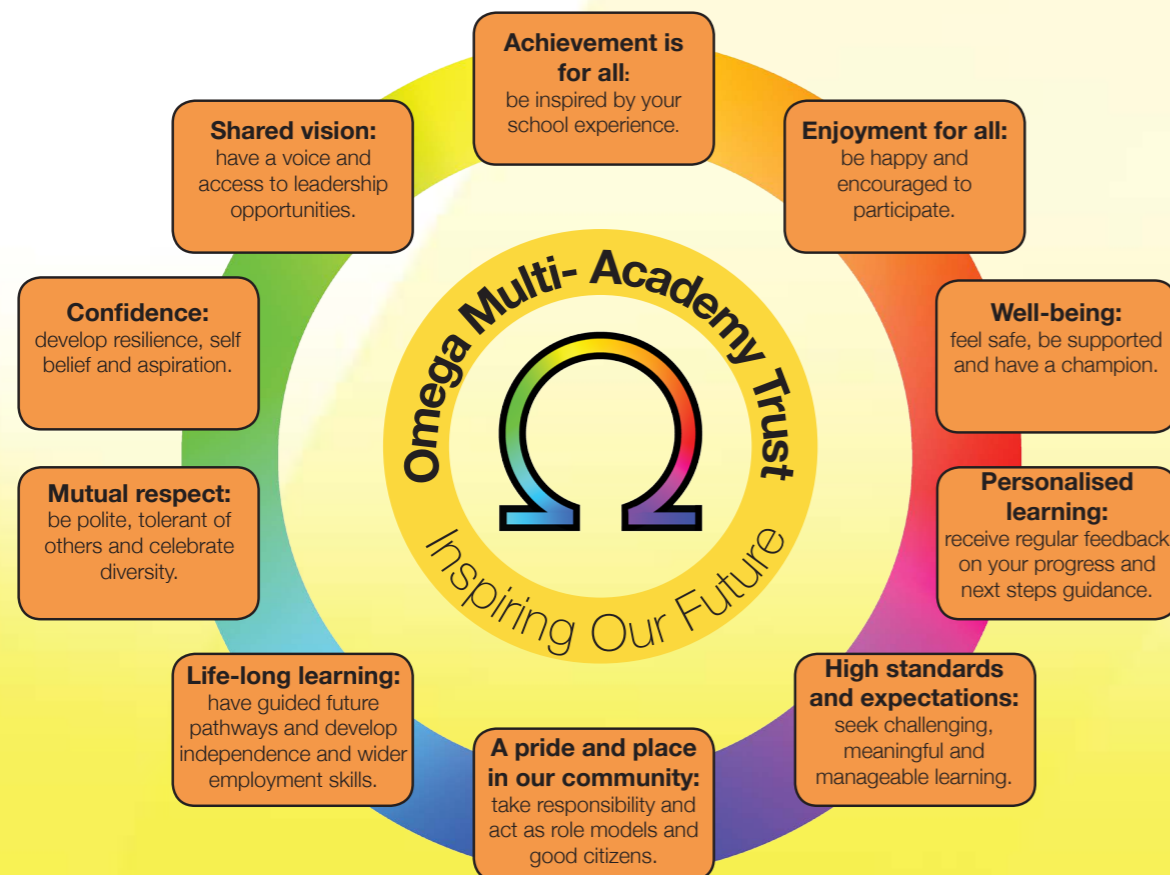 Achievement is
for all:
be inspired by your
school experience.
Enjoyment for all:
be happy and
encouraged to
participate.
Well-being:
feel safe, be supported
and have a champion.
Personalised
learning:
receive regular feedback
on your progress and
next steps guidance.
High standards
and expectations:
seek challenging,
meaningful and
manageable learning.
A pride and place
in our community:
take responsibility and
act as role models and
good citizens.
Life-long learning:
have guided future
pathways and develop
independence and wider
employment skills.
Mutual respect:
be polite, tolerant of
others and celebrate
diversity.
Confidence:
develop resilience, self
belief and aspiration.
Shared vision:
have a voice and
access to leadership
opportunities.
Omega Multi- Academy Trust
Ω
Inspiring Our Future